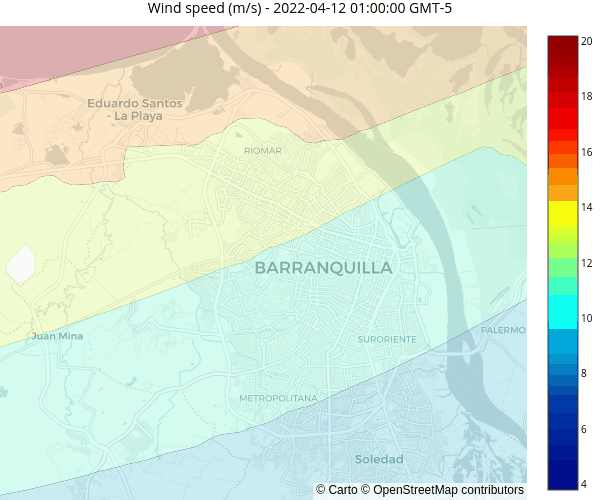 Wind speed (m/s) - 2022-04-12 01:00:00 GMT-5
20
Eduardo Santos
- La Playa
18
RIOMAR
16
14
BARRANQUILLA
12
10
Juan Mina
SURORIENTE
PALERMO
8
METROPOLITANA
6
Soledad
4
© Carto © OpenStreetMap contributors